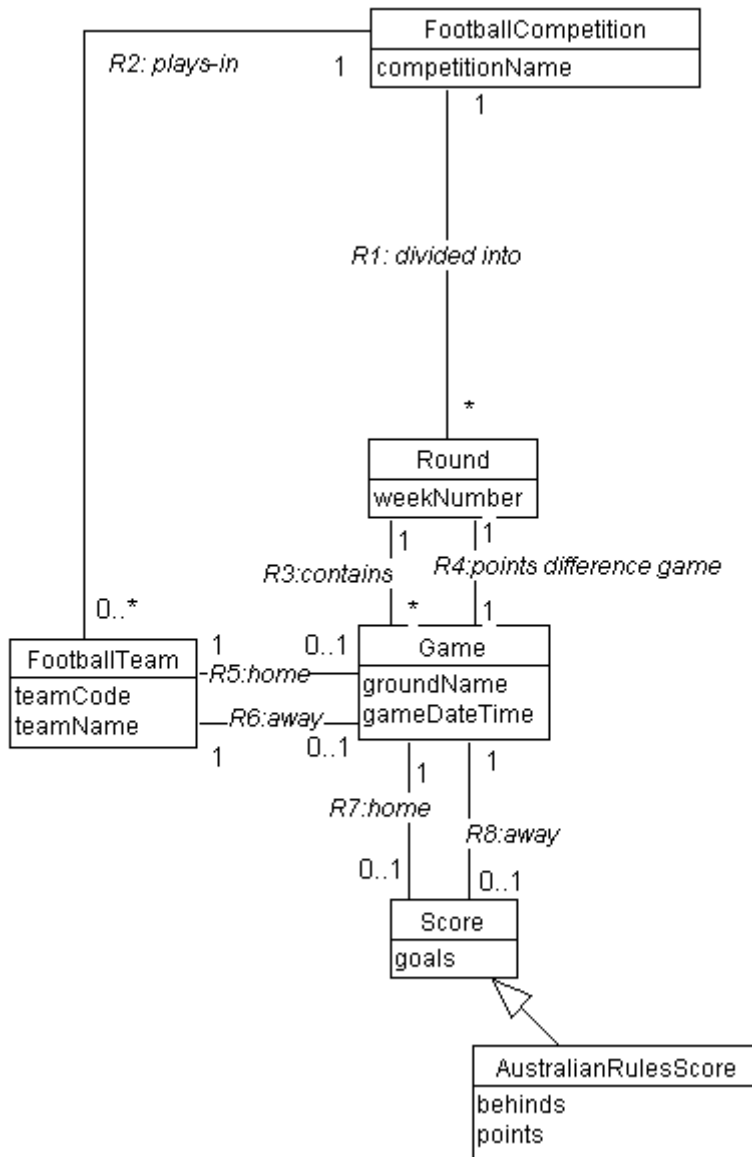 FootballCompetition
R2: plays-in
1
competitionName
1
R1: divided into
*
Round
weekNumber
1
1
R3:contains
R4:points difference game
0..*
*
1
FootballTeam
1
0..1
Game
R5:home
teamCode
groundName
teamName
R6:away
gameDateTime
1
0..1
1
1
R7:home
R8:away
0..1
0..1
Score
goals
AustralianRulesScore
behinds
points